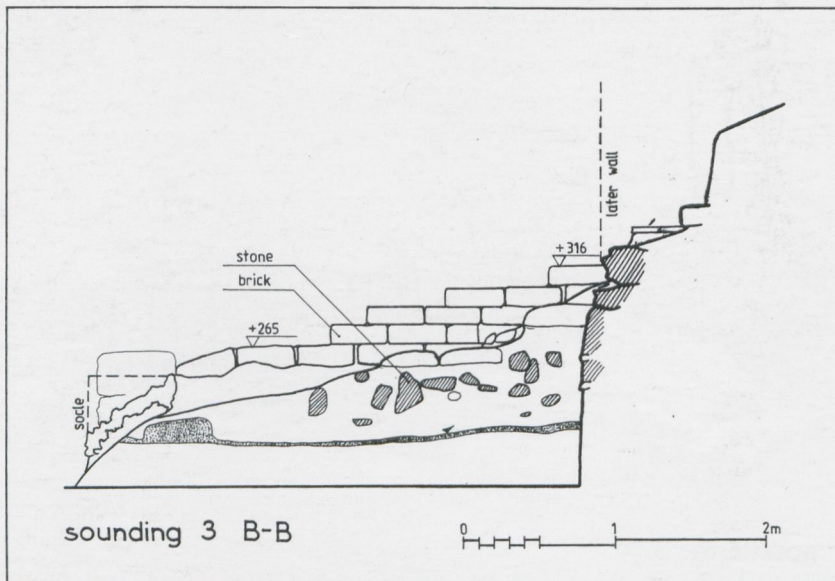 later wall
+316
stone
brick
+265
socle
sounding 3 B-B
0 1 2m